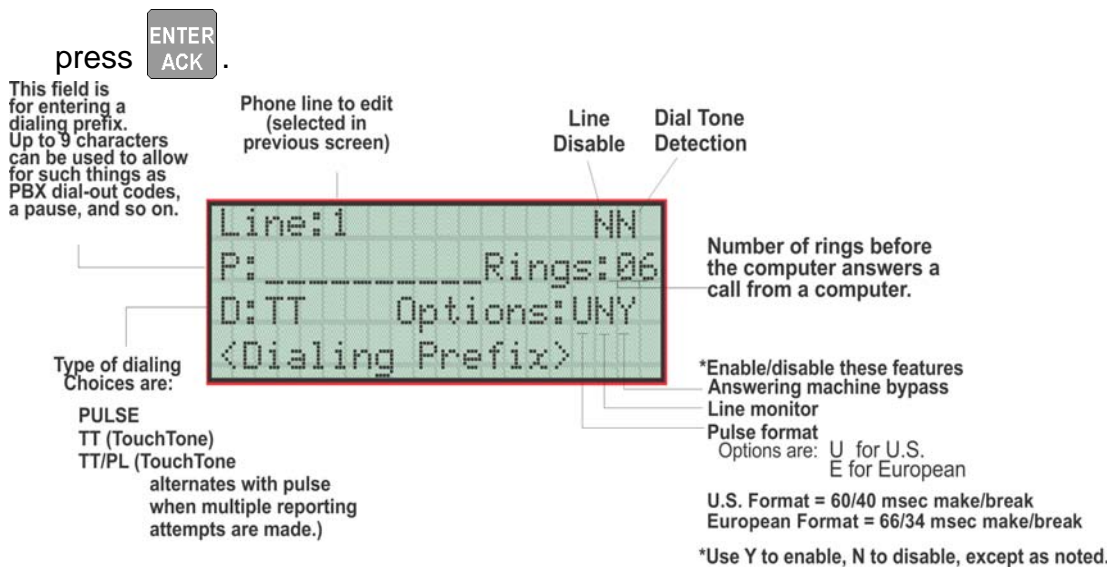 press ENTER ACK .
This field is
for entering a
dialing prefix.
Up to 9 characters
can be used to allow
for such things as
PBX dial-out codes,
a pause, and so on.
Phone line to edit
(selected in
previous screen)
Line
Disable
Dial Tone
Detection
Line:1 NN
P:_________Rings:06
D:TT Options:UNY
<Dialing Prefix>
Number of rings before
the computer answers a
call from a computer.
Type of dialing
Choices are:
PULSE
TT (TouchTone)
TT/PL (TouchTone
alternates with pulse
when multiple reporting
attempts are made.)
*Enable/disable these features
Answering machine bypass
Line monitor
Pulse format
Options are: U for U.S.
E for European
U.S. Format = 60/40 msec make/break
European Format = 66/34 msec make/break
*Use Y to enable, N to disable, except as noted.